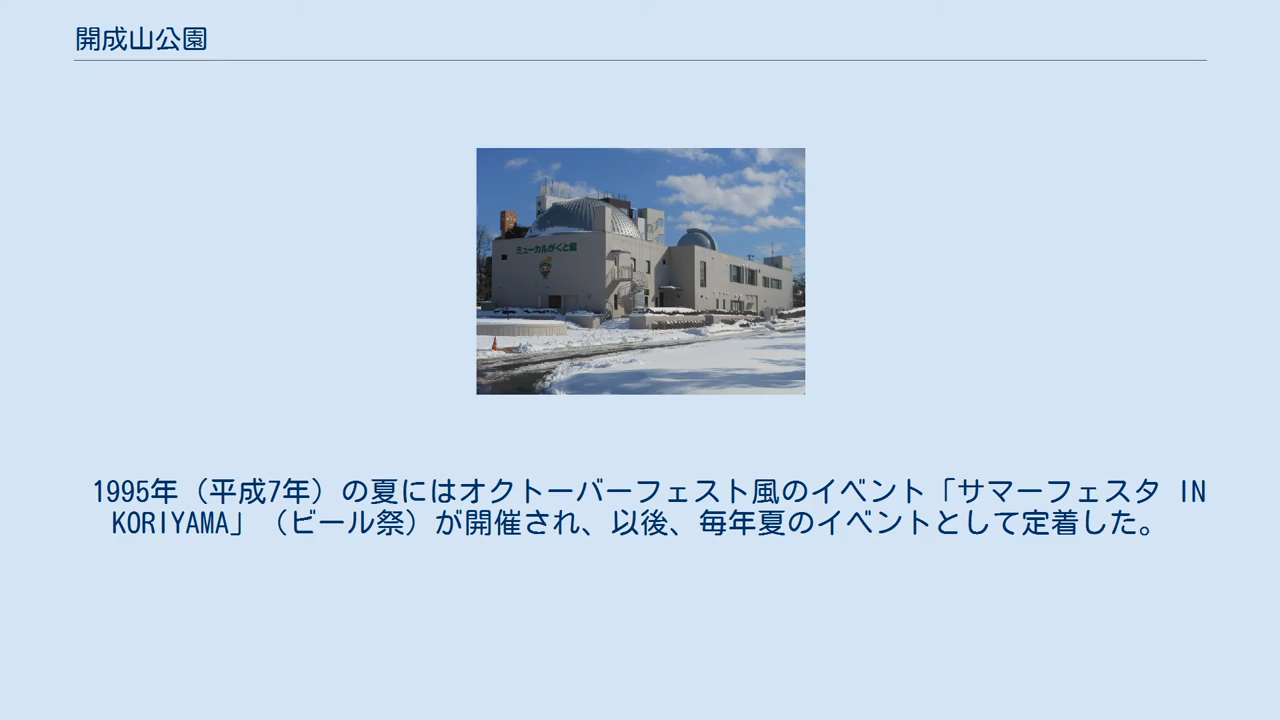 開成山公園
ミューカルがくと館
1995年（平成7年）の夏にはオクトーバーフェスト風のイベント「サマーフェスタ IN
KORIYAMA」（ビール祭）が開催され、以後、毎年夏のイベントとして定着した。